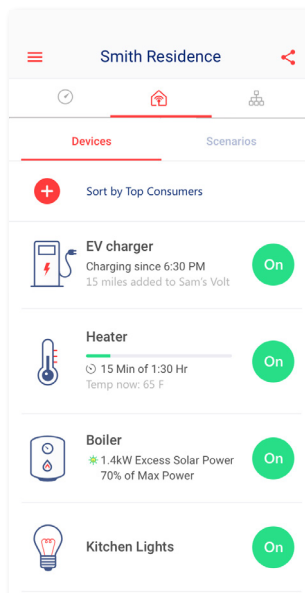 Smith Residence
Devices
Scenarios
Sort by Top Consumers
EV charger
Charging since 6:30 PM
15 miles added to Sam's Volt
On
Heater
15 Min of 1:30 Hr
Temp now: 65 F
On
Boiler
1.4kW Excess Solar Power
70% of Max Power
On
Kitchen Lights
On